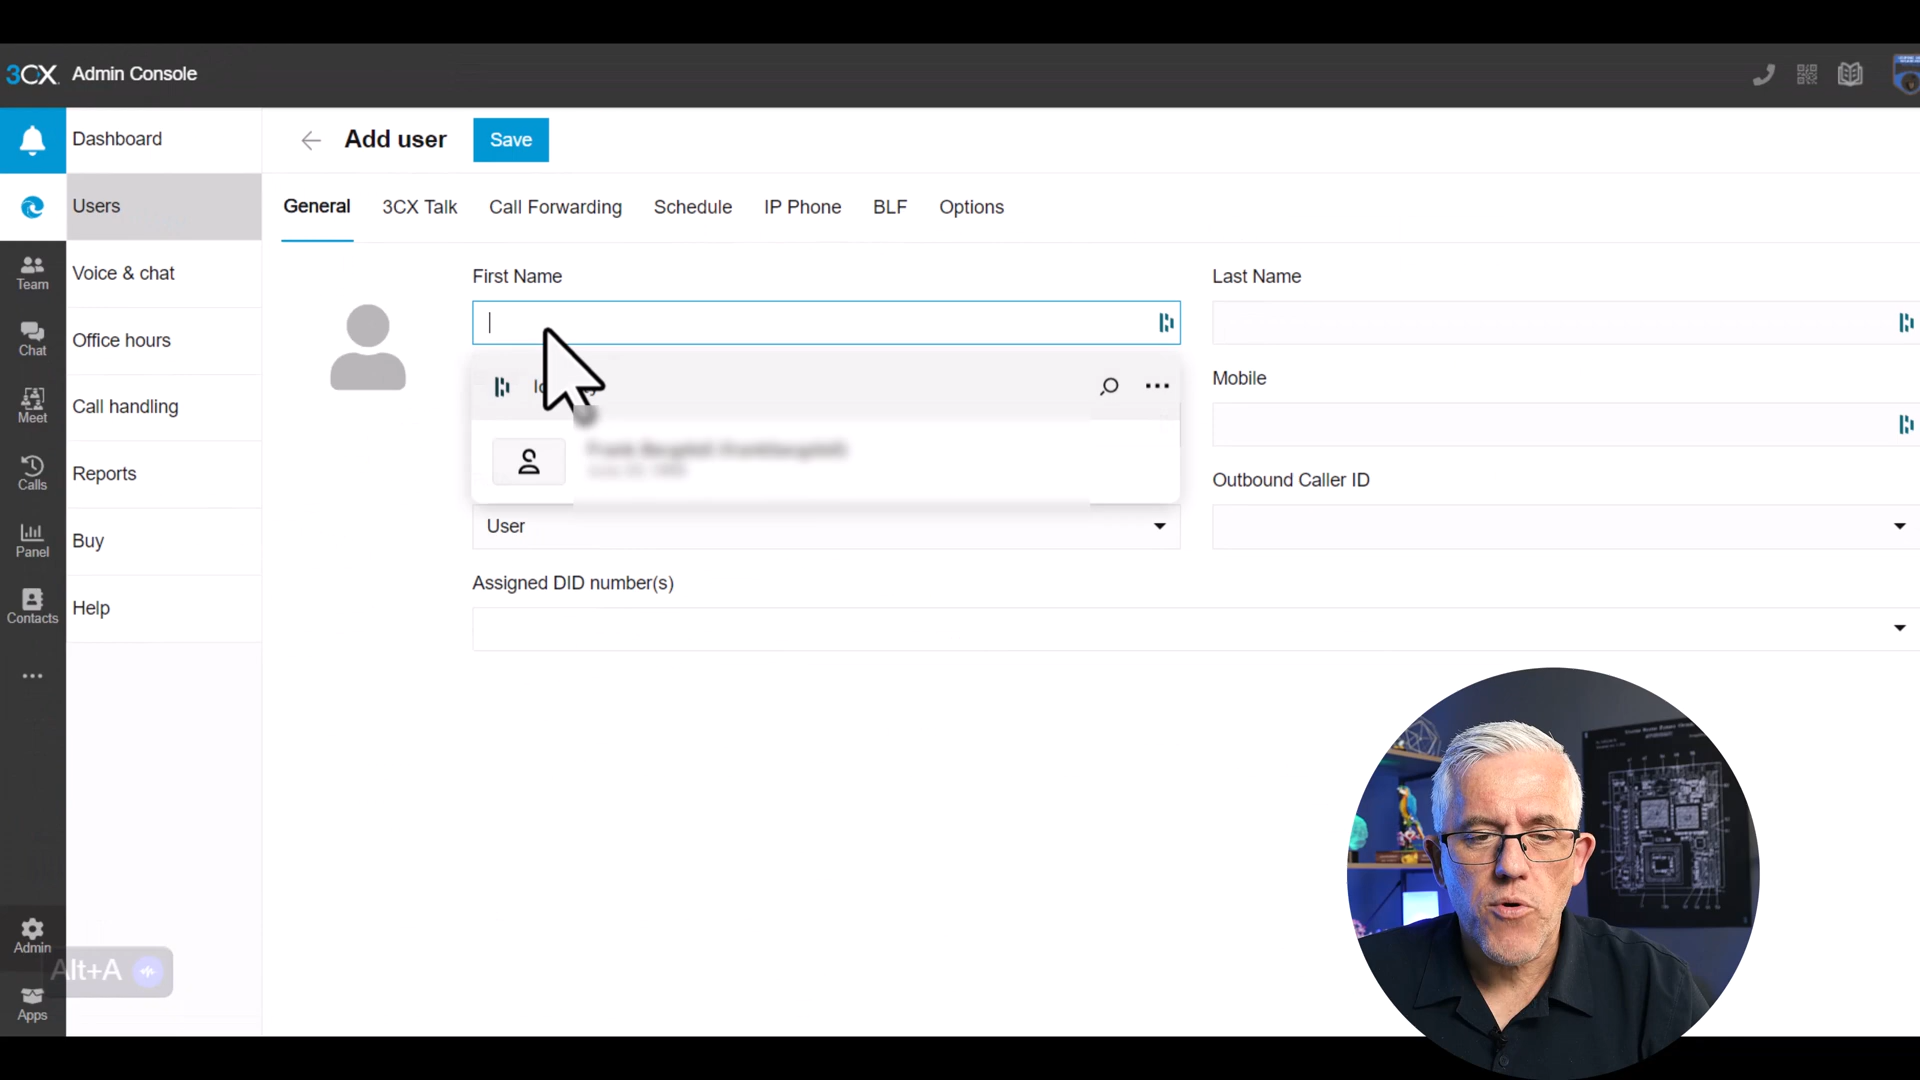 3CX Admin Console
Dashboard
Users
Voice & chat
Office hours
Call handling
Reports
Buy
Help
Team
Chat
Meet
Calls
Panel
Contacts
Admin
Apps
Alt+A
Add user
Save
General
3CX Talk
Call Forwarding
Schedule
IP Phone
BLF
Options
First Name
Last Name
Mobile
User
Outbound Caller ID
Assigned DID number(s)